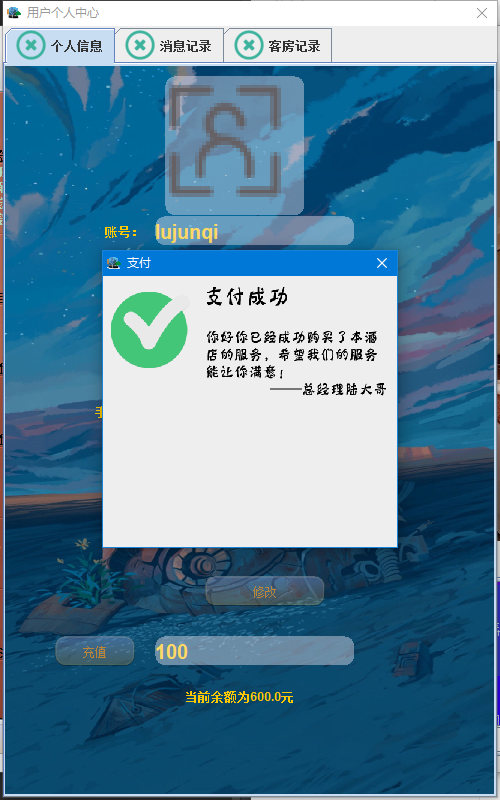 用户个人中心
个人信息 消息记录 客房记录
账号： lujunqi
支付
支付成功
你好你已经成功购买了本酒
店的服务，希望我们的服务
能让你满意！
——总经理陆大哥
修改
充值 100
当前余额为600.0元